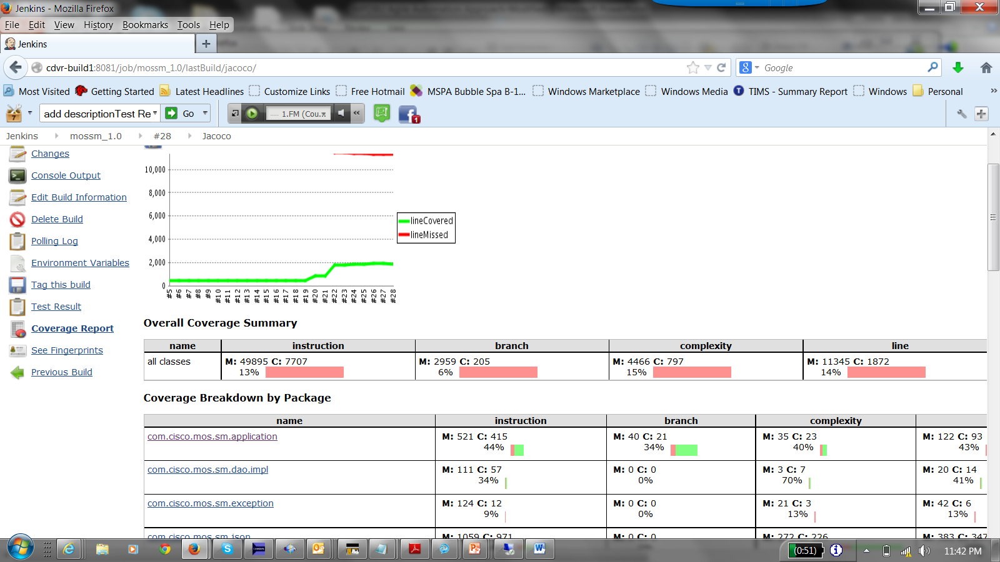 Jenkins - Mozilla Firefox
File Edit View History Bookmarks Tools Help
Jenkins
cdvr-build1:8081/job/mossm_1.0/lastBuild/jacoco/
Google
Most Visited Getting Started Latest Headlines Customize Links Free Hotmail MSPA Bubble Spa B-1... Windows Marketplace Windows Media TIMS - Summary Report Windows Personal
7 add descriptionTest Re Go 1.FM (Cou... 1
Jenkins mossm_1.0 #28 Jacoco
Changes
Console Output
Edit Build Information
Delete Build
Polling Log
Environment Variables
Tag this build
Test Result
Coverage Report
See Fingerprints
Previous Build
10,000
8,000
6,000
4,000
2,000
0
#5 #6 #7 #8 #9 #10 #11 #12 #13 #14 #15 #16 #17 #18 #19 #20 #21 #22 #23 #24 #25 #26 #27 #28
lineCovered
lineMissed
Overall Coverage Summary
name instruction branch complexity line
all classes M: 49895 C: 7707 M: 2959 C: 205 M: 4466 C: 797 M: 11345 C: 1872
13% 6% 15% 14%
Coverage Breakdown by Package
name instruction branch complexity
com.cisco.mos.sm.application M: 521 C: 415 M: 40 C: 21 M: 35 C: 23 M: 122 C: 93
44% 34% 40% 43%
com.cisco.mos.sm.dao.impl M: 111 C: 57 M: 0 C: 0 M: 3 C: 7 M: 20 C: 14
34% 0% 70% 41%
com.cisco.mos.sm.exception M: 124 C: 12 M: 0 C: 0 M: 21 C: 3 M: 42 C: 6
9% 0% 13% 13%
com.cisco.mos.sm.json M: 1059 C: 971 M: 0 C: 0 M: 272 C: 226 M: 383 C: 347
(0:51) 11:42 PM